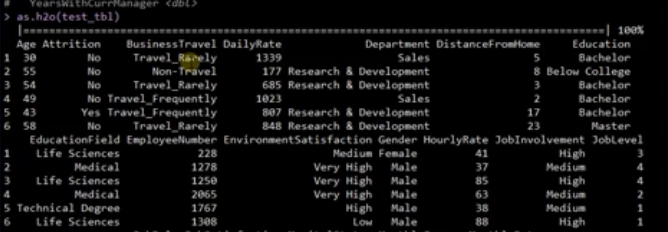 #   YearsWithCurrManager <dbl>
> as.h2o(test_tbl)
|=============================================================================| 100%
  Age Attrition    BusinessTravel DailyRate             Department DistanceFromHome     Education
1  30        No     Travel_Rarely      1339                  Sales                5      Bachelor
2  55        No        Non-Travel       177 Research & Development                8 Below College
3  54        No     Travel_Rarely       685 Research & Development                3      Bachelor
4  49        No Travel_Frequently      1023                  Sales                2      Bachelor
5  43       Yes Travel_Frequently       807 Research & Development               17      Bachelor
6  58        No     Travel_Rarely       848 Research & Development               23        Master
    EducationField EmployeeNumber EnvironmentSatisfaction Gender HourlyRate JobInvolvement JobLevel
1    Life Sciences            228                  Medium Female         41           High        3
2          Medical           1278               Very High   Male         37         Medium        4
3    Life Sciences           1250               Very High   Male         85           High        4
4          Medical           2065               Very High   Male         63         Medium        2
5 Technical Degree           1767                    High   Male         38         Medium        1
6    Life Sciences           1308                     Low   Male         88           High        1